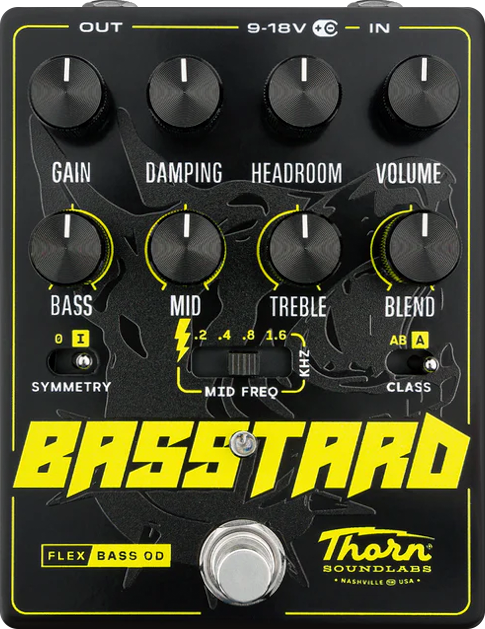 OUT 9-18V IN
GAIN DAMPING HEADROOM VOLUME
BASS MID TREBLE BLEND
0 I .2 .4 .8 1.6 KHZ AB A
SYMMETRY MID FREQ CLASS
BASSTARD
FLEX BASS OD
Thorn®
SOUNDLABS
NASHVILLE USA